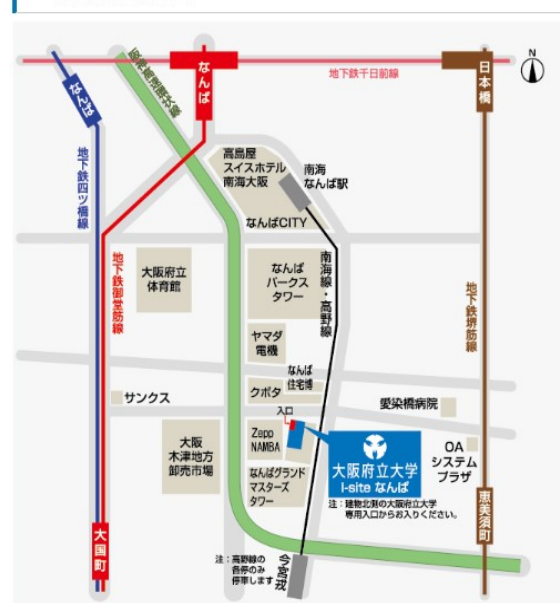 なんば
阪神高速環状線
なんば
地下鉄千日前線
日本橋
N
地下鉄四ツ橋線
高島屋
スイスホテル
南海大阪
南海
なんば駅
なんばCITY
地下鉄御堂筋線
大阪府立
体育館
なんば
パークス
タワー
南海線・高野線
地下鉄堺筋線
ヤマダ
電機
なんば
住宅博
クボタ
サンクス
入口
愛染橋病院
大阪
木津地方
卸売市場
Zepp
NAMBA
大阪府立大学
I-site なんば
OA
システム
プラザ
なんばグランド
マスターズ
タワー
注：建物北側の大阪府立大学
専用入口からお入りください。
大国町
恵美須町
注：高野線の
各停のみ
停車します
今宮戎